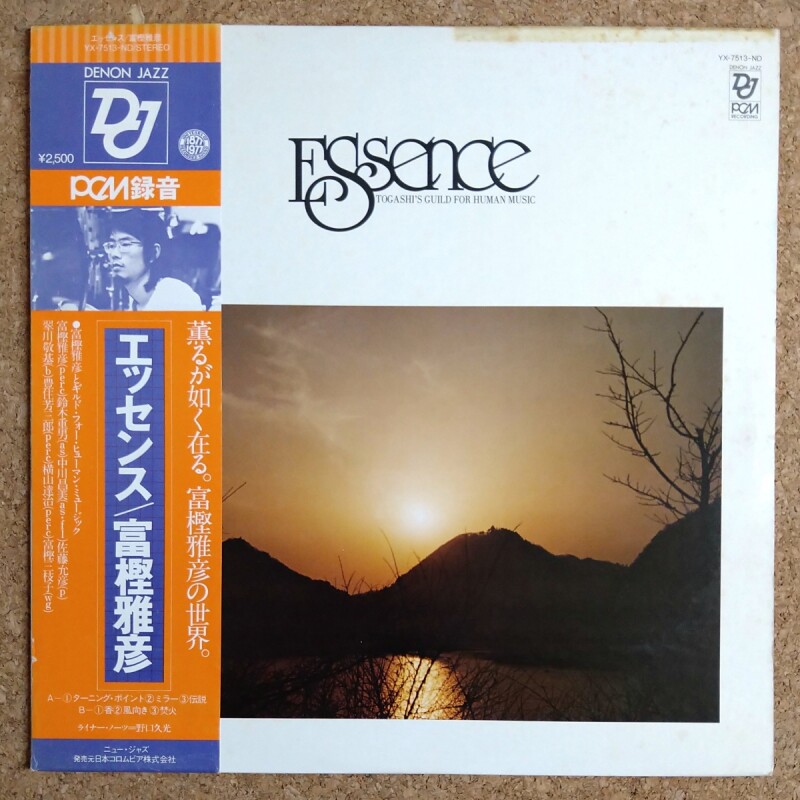 エッセンス/富樫雅彦
YX-7513-ND/STEREO
DENON JAZZ
DJ
¥2,500
1877 1977
PCM録音
薫るが如く在る。富樫雅彦の世界。
エッセンス/富樫雅彦
●富樫雅彦とギルド・フォー・ヒューマン・ミュージック
富樫雅彦(perc)鈴木重男(as)中川昌美(as・fl)佐藤允彦(p)
翠川敬基(b)豊住芳三郎(perc)横山達治(perc)富樫三枝子(wg)
A—①ターニング・ポイント②ミラー③伝説
B—①香②風向き③焚火
ライナー・ノーツ=野口久光
ニュー・ジャズ
発売元日本コロムビア株式会社
YX-7513-ND
DENON JAZZ
DJ
PCM
RECORDING
Essence
TOGASHI'S GUILD FOR HUMAN MUSIC